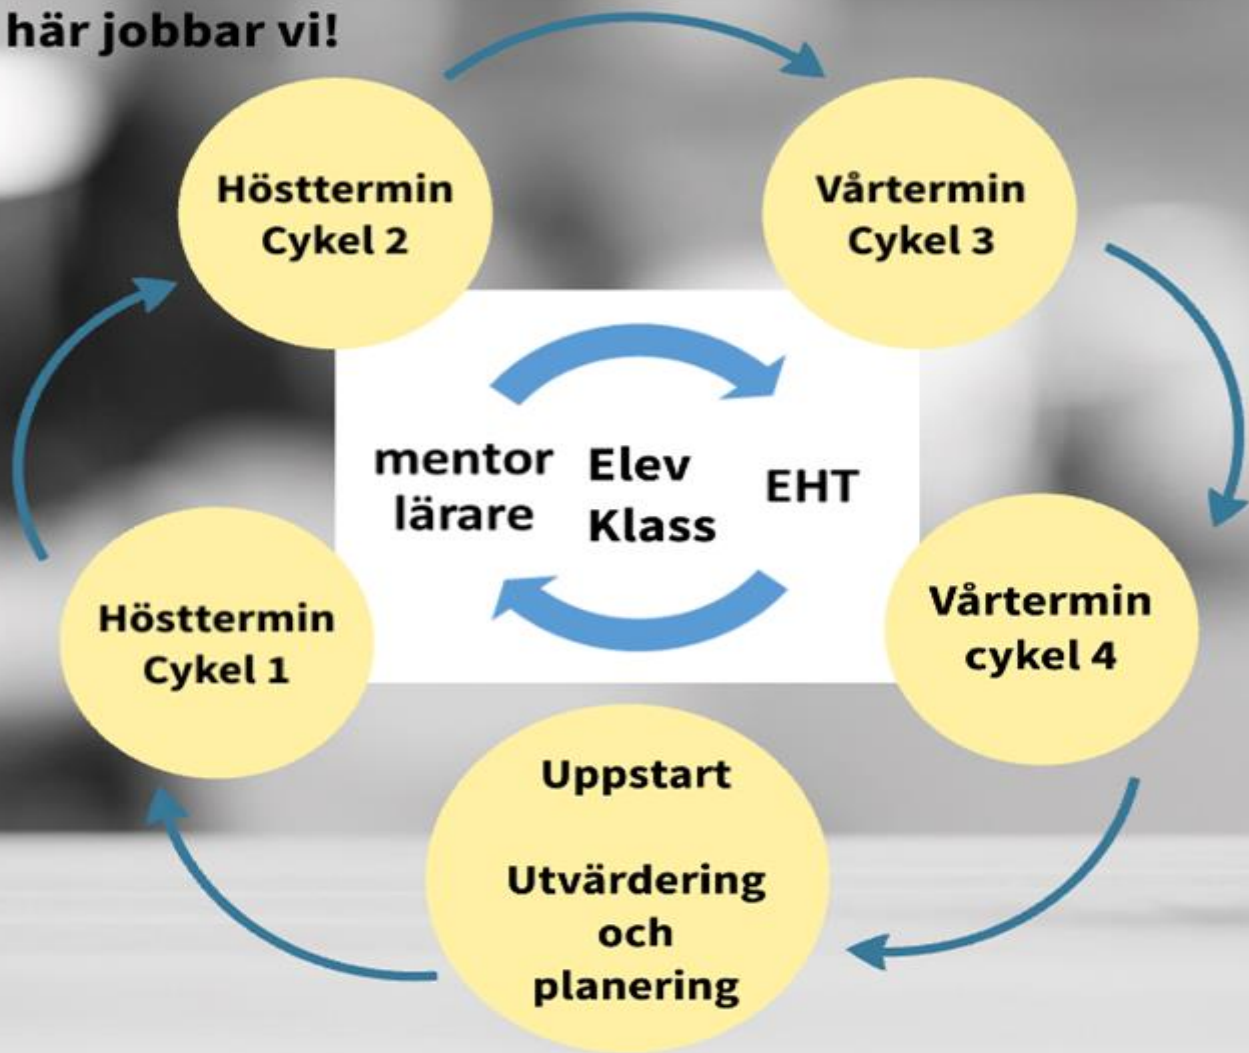 här jobbar vi!
Hösttermin
Cykel 2
Vårtermin
Cykel 3
mentor
lärare
Elev
Klass
EHT
Hösttermin
Cykel 1
Vårtermin
cykel 4
Uppstart
Utvärdering
och
planering